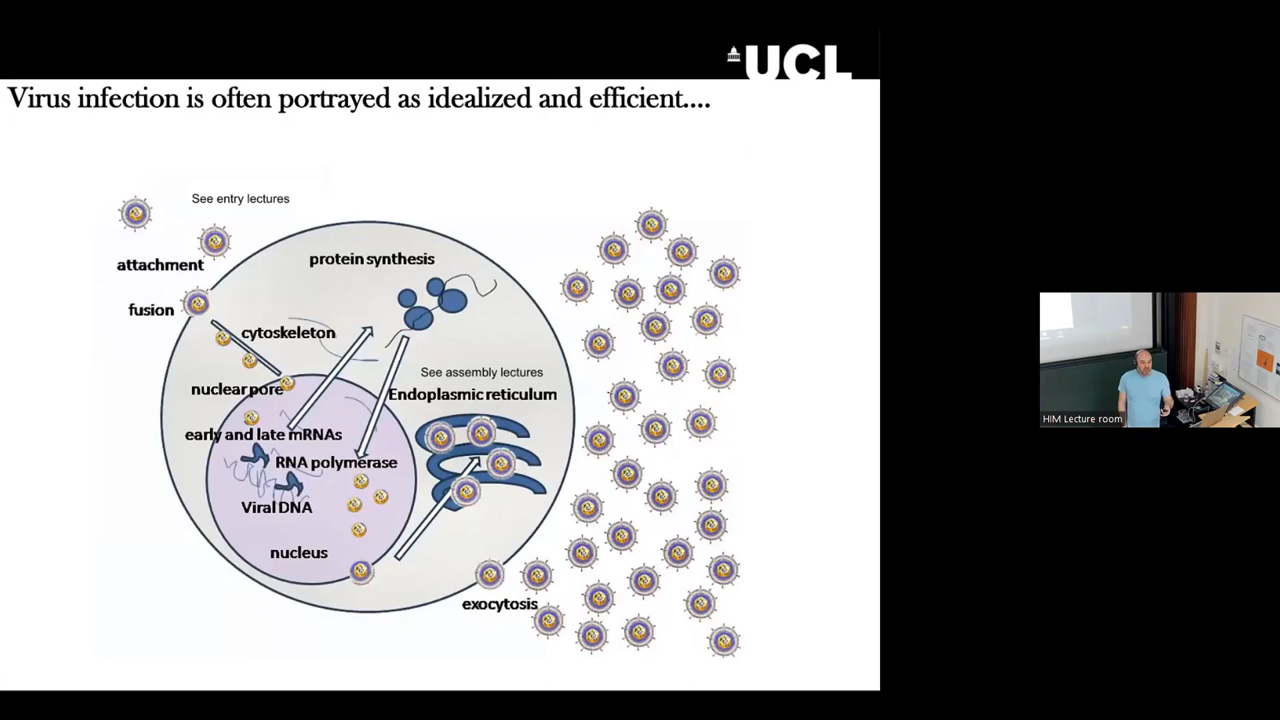 UCL
Virus infection is often portrayed as idealized and efficient....
See entry lectures
attachment
protein synthesis
fusion
cytoskeleton
See assembly lectures
nuclear pore
Endoplasmic reticulum
early and late mRNAs
RNA polymerase
Viral DNA
nucleus
exocytosis
HIM Lecture room